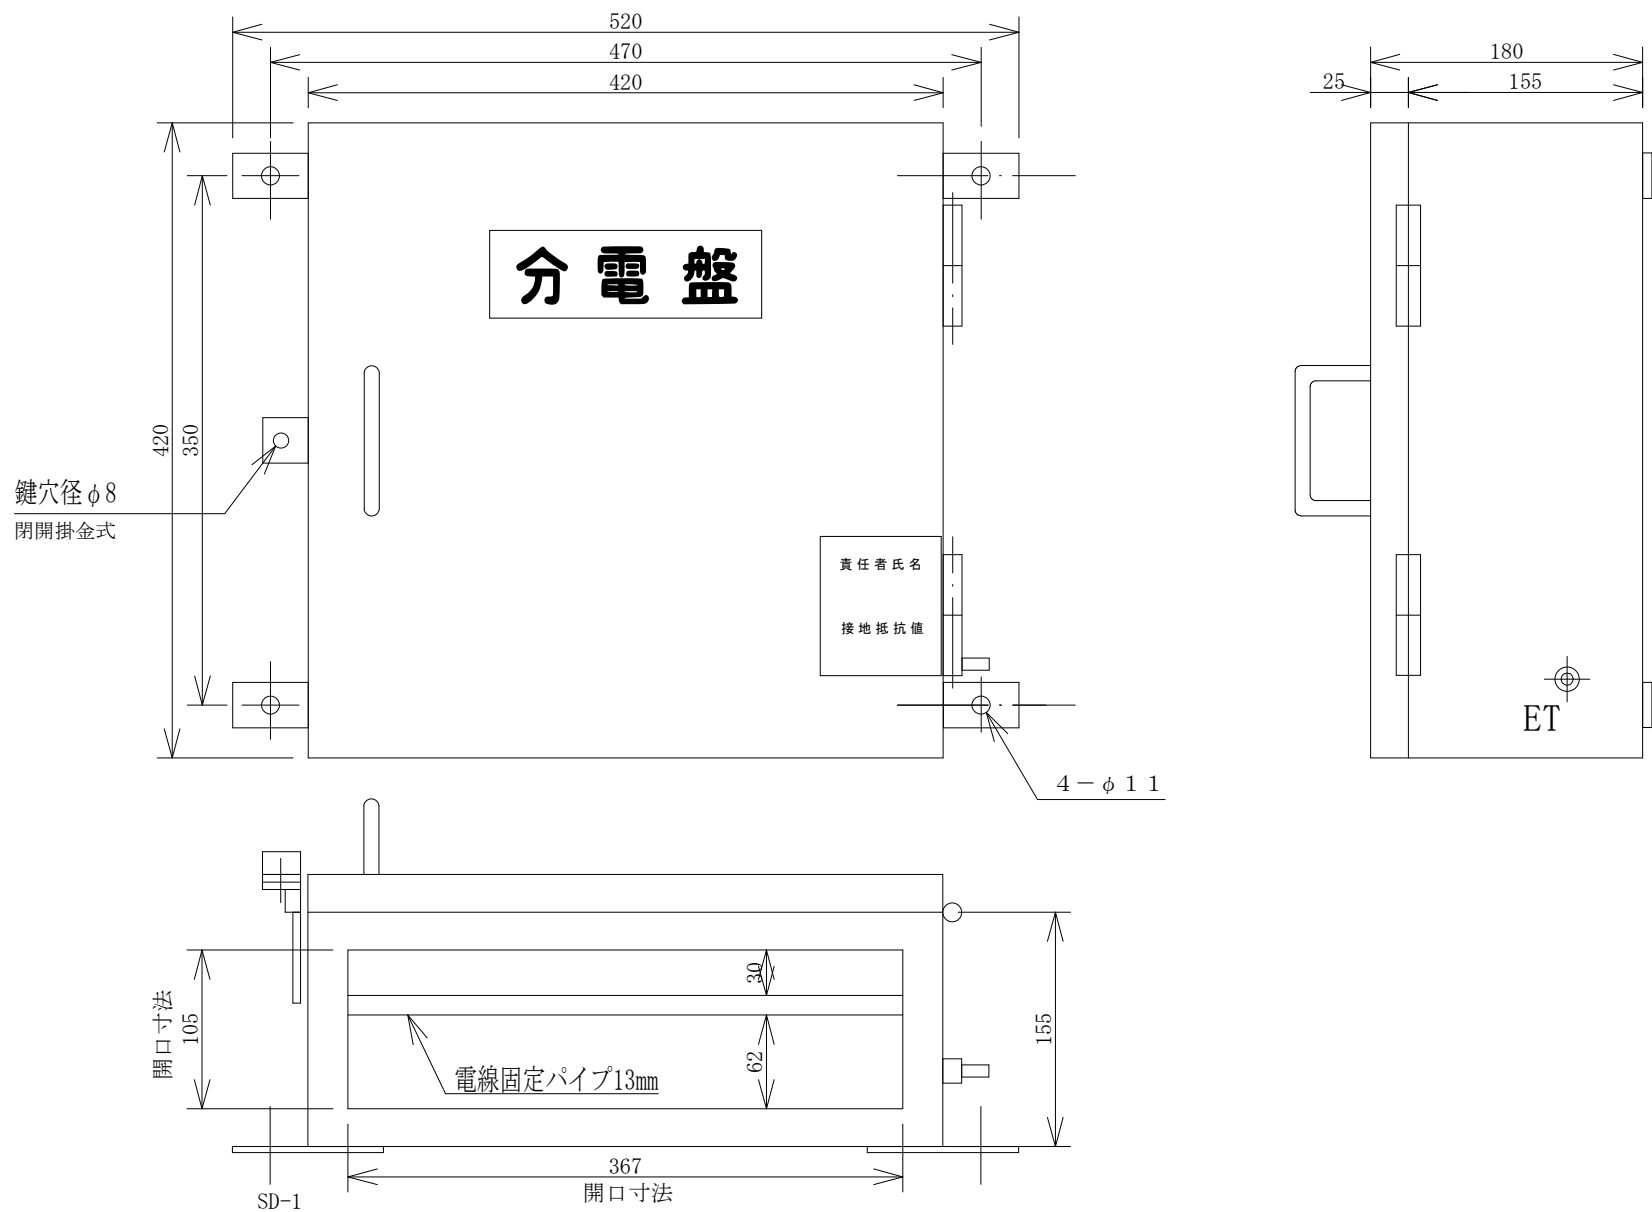 520
470
420
180
25
155
分電盤
420
350
鍵穴径φ8
閉開掛金式
責任者氏名
接地抵抗値
ET
4－φ11
30
開口寸法
105
155
62
電線固定パイプ13mm
367
開口寸法
SD-1